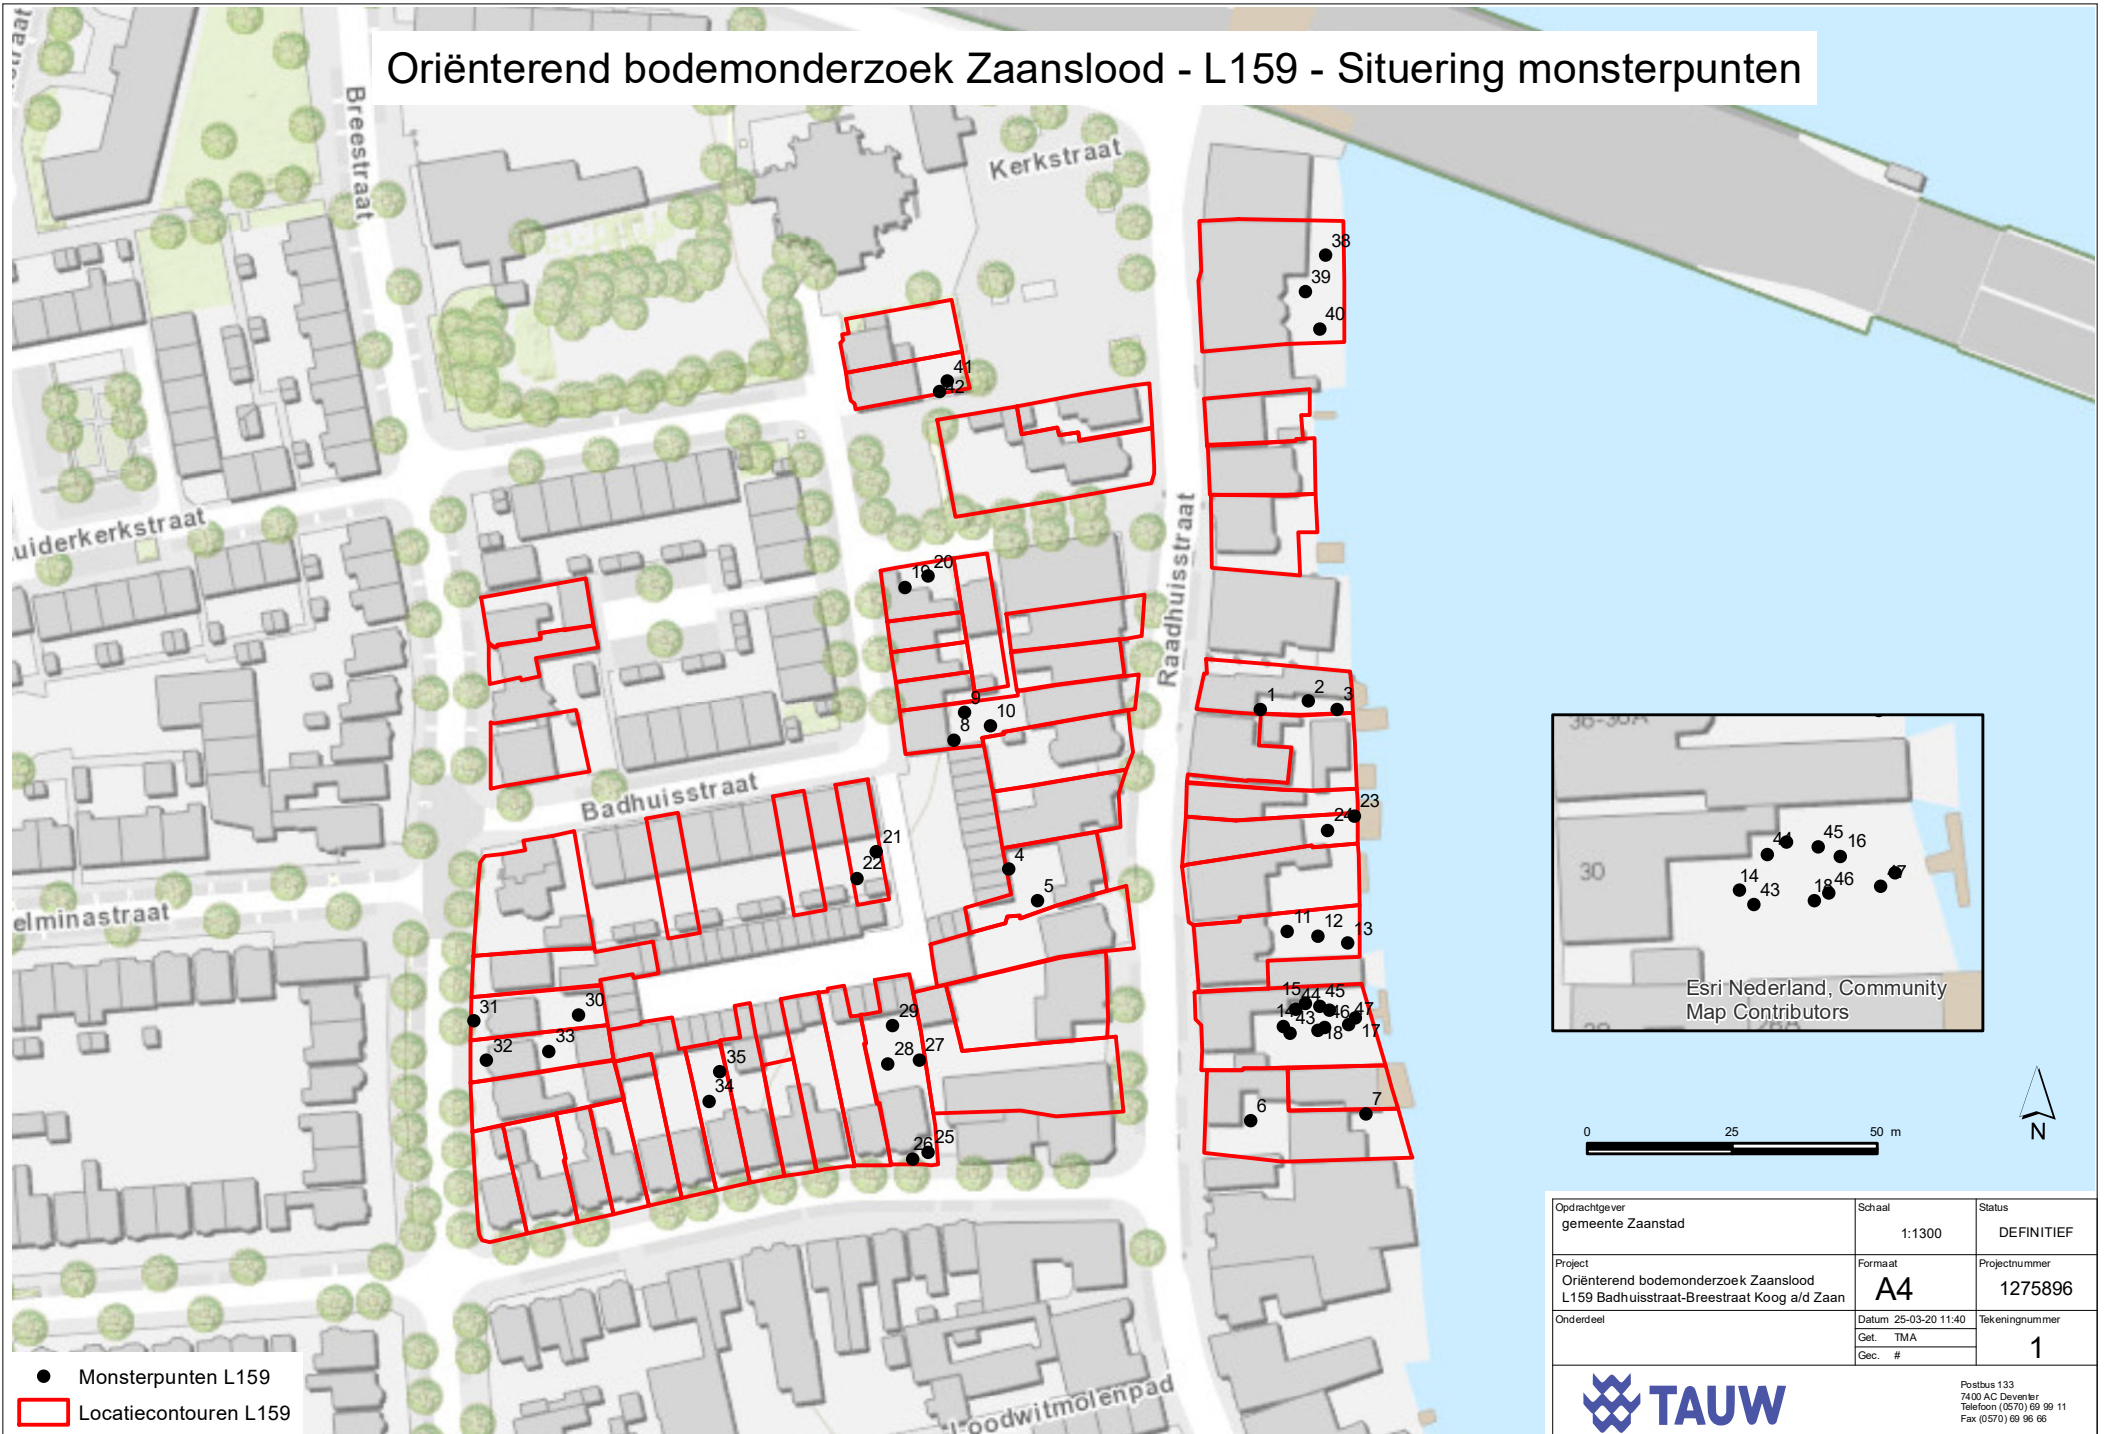 Oriënterend bodemonderzoek Zaanslood - L159 - Situering monsterpunten
Breestraat
Kerkstraat
38
39
40
41
Raadhuisstraat
uiderkerkstraat
19
20
1
2
3
9
10
8
Badhuisstraat
23
24
21
22
4
5
elminastraat
11
12
13
31
30
32
33
29
28
27
35
34
26
25
15
44
45
14
43
46
47
18
17
6
7
30
44
45
16
14
43
18
46
47
Esri Nederland, Community
Map Contributors
0 25 50 m
N
Loodwitmolenpad
Monsterpunten L159
Locatiecontouren L159
Opdrachtgever
gemeente Zaanstad
Schaal
1:1300
Status
DEFINITIEF
Project
Oriënterend bodemonderzoek Zaanslood
L159 Badhuisstraat-Breestraat Koog a/d Zaan
Formaat
A4
Projectnummer
1275896
Onderdeel
Datum 25-03-20 11:40
Get. TMA
Gec. #
Tekeningnummer
1
TAUW
Postbus 133
7400 AC Deventer
Telefoon (0570) 69 99 11
Fax (0570) 69 96 66